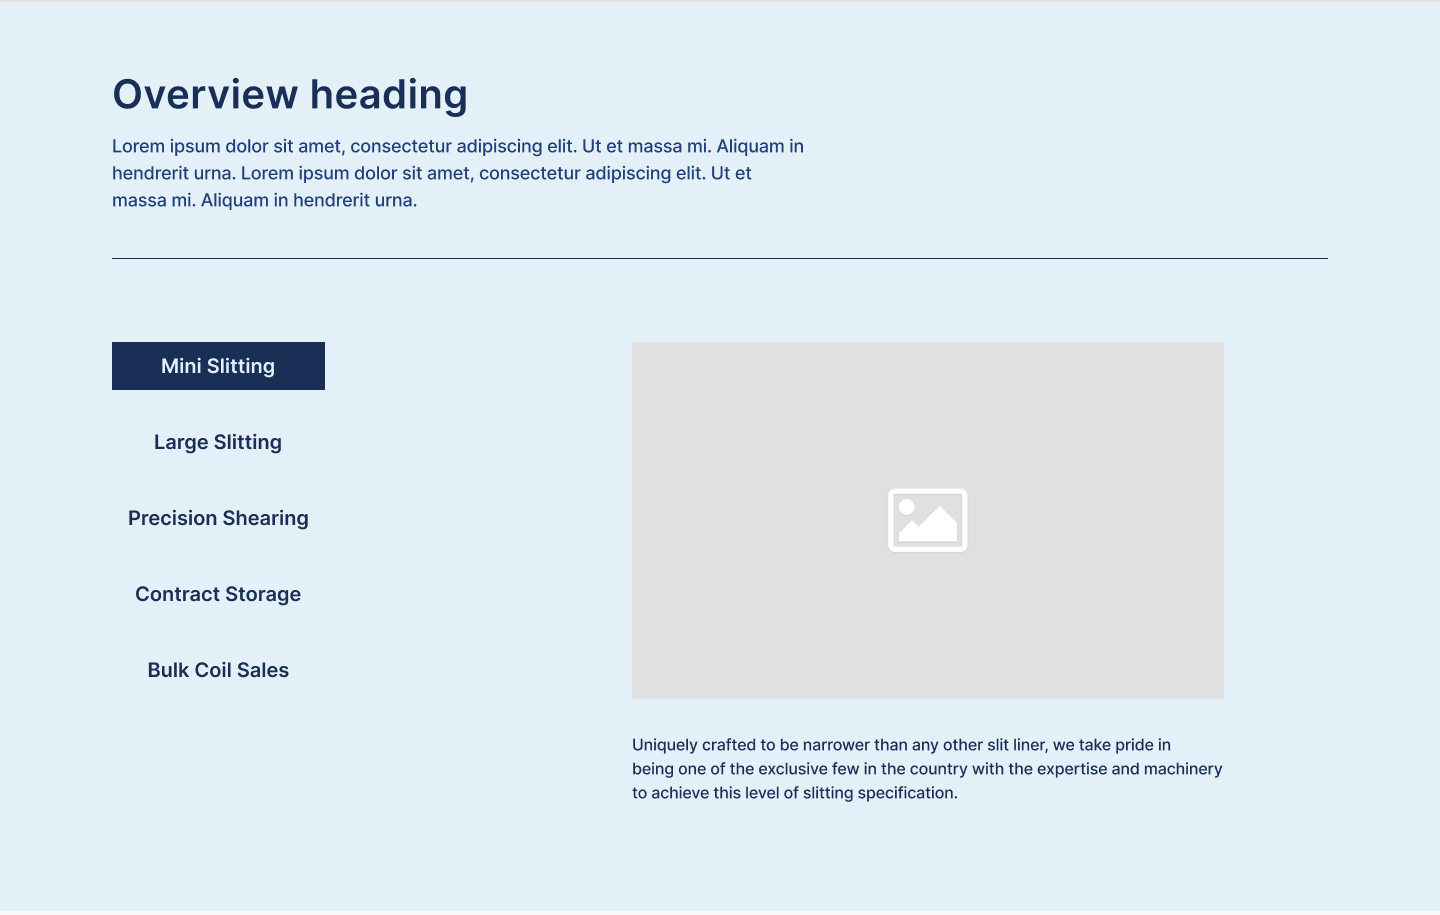 Overview heading
Lorem ipsum dolor sit amet, consectetur adipiscing elit. Ut et massa mi. Aliquam in
hendrerit urna. Lorem ipsum dolor sit amet, consectetur adipiscing elit. Ut et
massa mi. Aliquam in hendrerit urna.
Mini Slitting
Large Slitting
Precision Shearing
Contract Storage
Bulk Coil Sales
Uniquely crafted to be narrower than any other slit liner, we take pride in
being one of the exclusive few in the country with the expertise and machinery
to achieve this level of slitting specification.